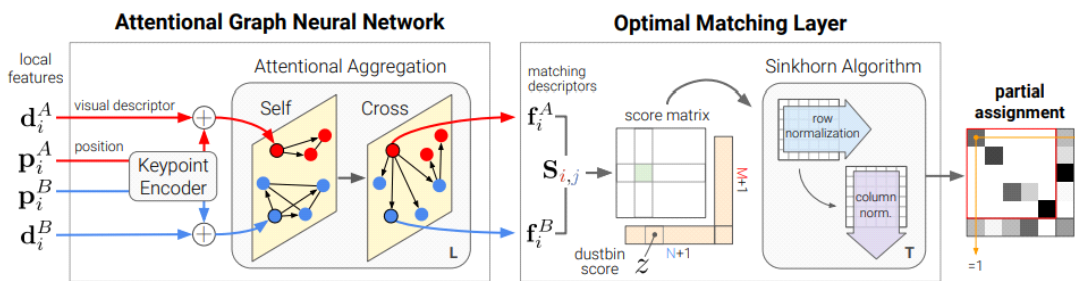 Attentional Graph Neural Network
Optimal Matching Layer
local
features
Attentional Aggregation
visual descriptor
position
d_i^A
p_i^A
p_i^B
d_i^B
Keypoint
Encoder
+
+
Self
Cross
L
matching
descriptors
f_i^A
S_{i,j}
f_i^B
score matrix
M+1
N+1
dustbin
score
z
Sinkhorn Algorithm
row
normalization
column
norm.
T
partial
assignment
=1